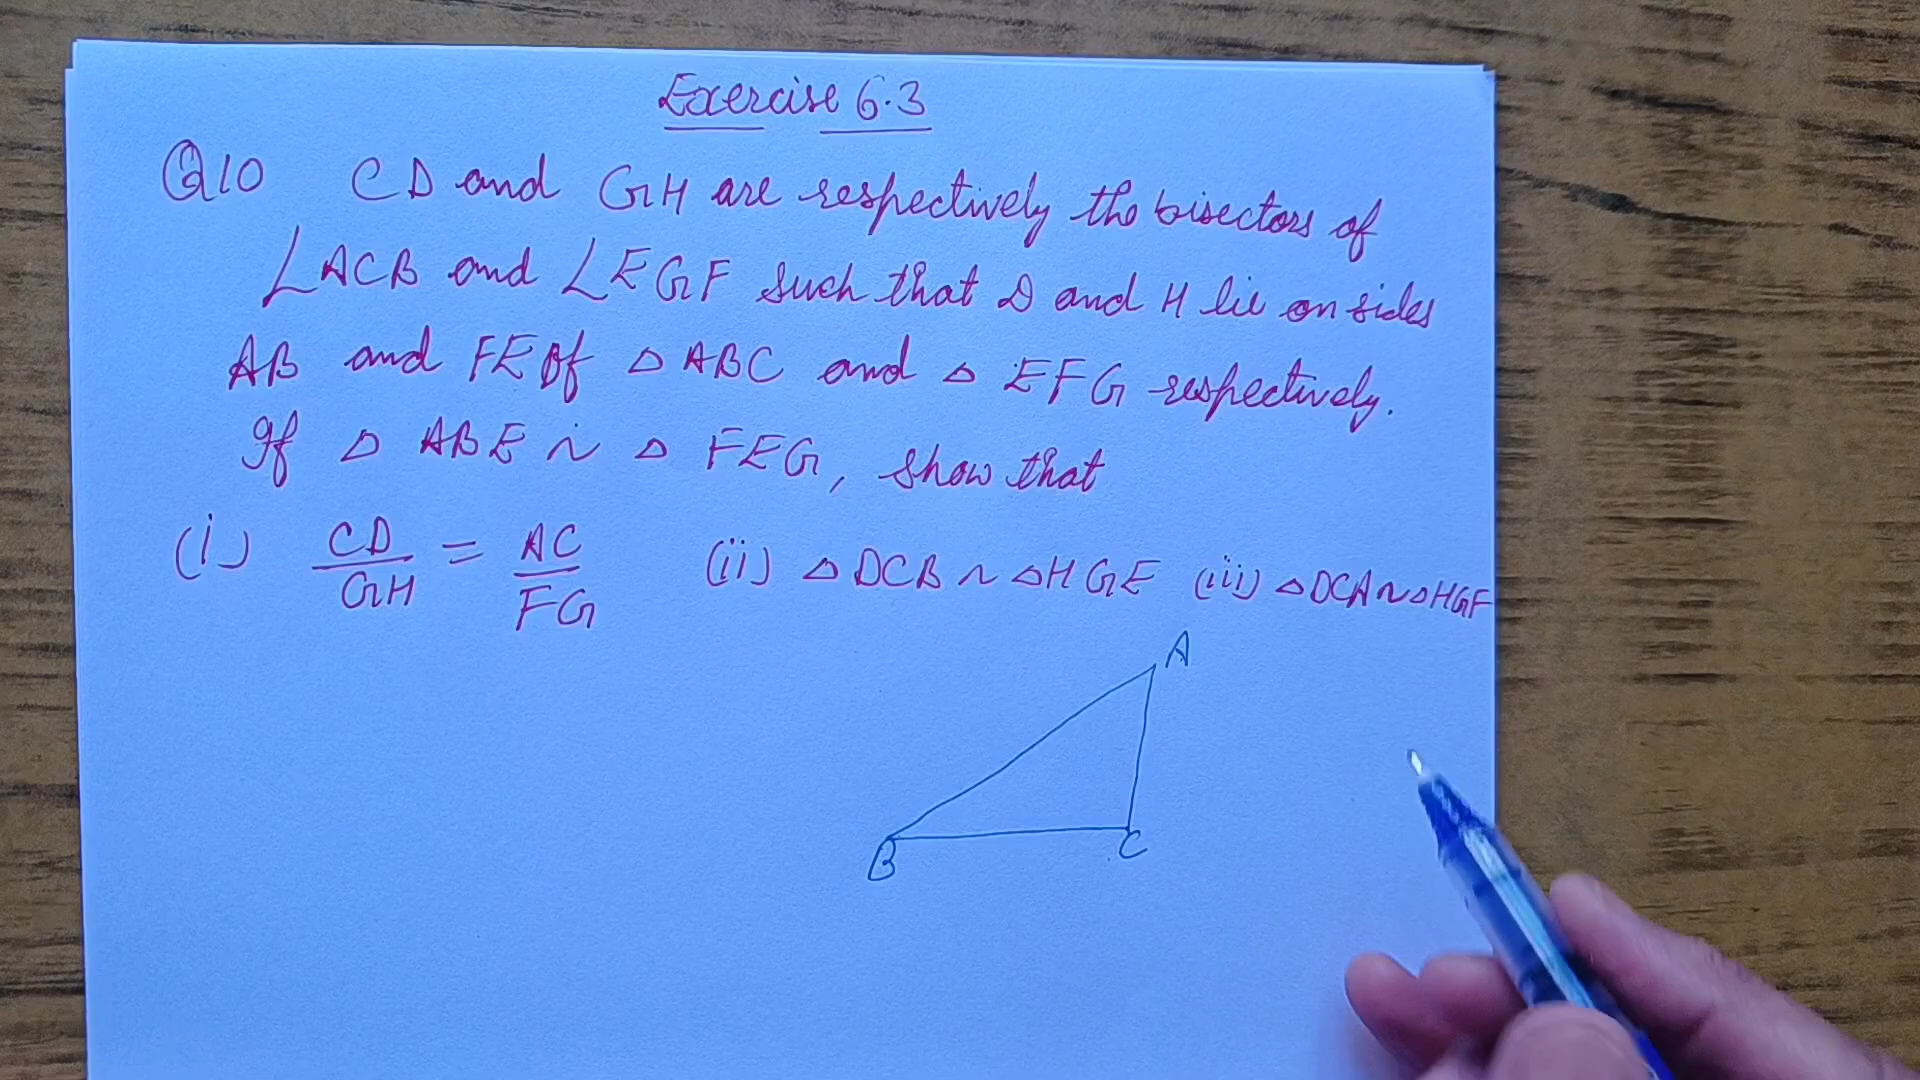 Exercise 6.3
Q10 CD and GH are respectively the bisectors of
∠ACB and ∠EGF such that D and H lie on sides
AB and FE of △ ABC and △ EFG respectively.
If △ ABE ~ △ FEG, show that
(i) CD/GH = AC/FG (ii) △DCB ~ △HGE (iii) △DCA~△HGF
A
B C